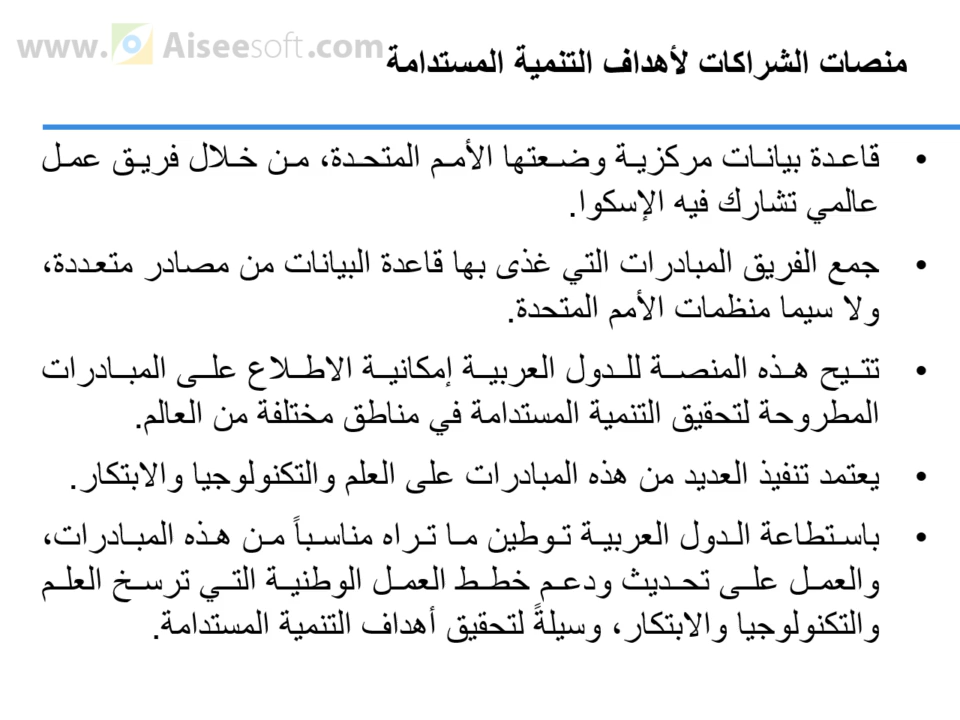 www.Aiseesoft.com
منصات الشراكات لأهداف التنمية المستدامة
• قاعدة بيانات مركزية وضعتها الأمم المتحدة، من خلال فريق عمل
عالمي تشارك فيه الإسكوا.
• جمع الفريق المبادرات التي غذى بها قاعدة البيانات من مصادر متعددة،
ولا سيما منظمات الأمم المتحدة.
• تتيح هذه المنصة للدول العربية إمكانية الاطلاع على المبادرات
المطروحة لتحقيق التنمية المستدامة في مناطق مختلفة من العالم.
• يعتمد تنفيذ العديد من هذه المبادرات على العلم والتكنولوجيا والابتكار.
• باستطاعة الدول العربية توطين ما تراه مناسباً من هذه المبادرات،
والعمل على تحديث ودعم خطط العمل الوطنية التي ترسخ العلم
والتكنولوجيا والابتكار، وسيلةً لتحقيق أهداف التنمية المستدامة.